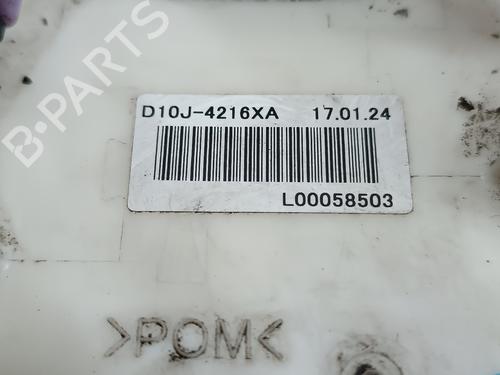 D10J-4216XA 17.01.24
L00058503
B-PARTS
>POM<